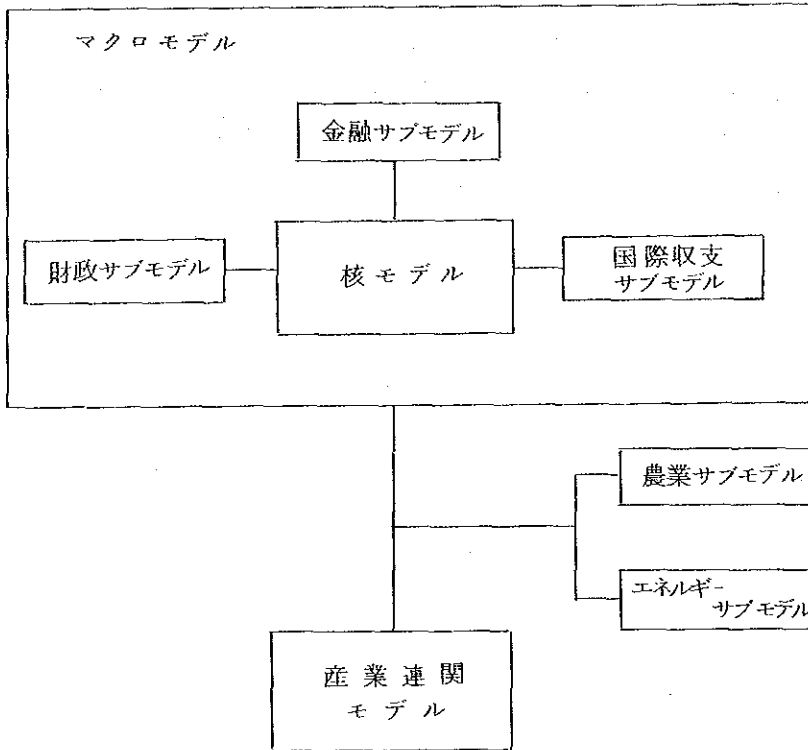 マクロモデル
金融サブモデル
財政サブモデル
核モデル
国際収支
サブモデル
農業サブモデル
エネルギー
サブモデル
産業連関
モデル